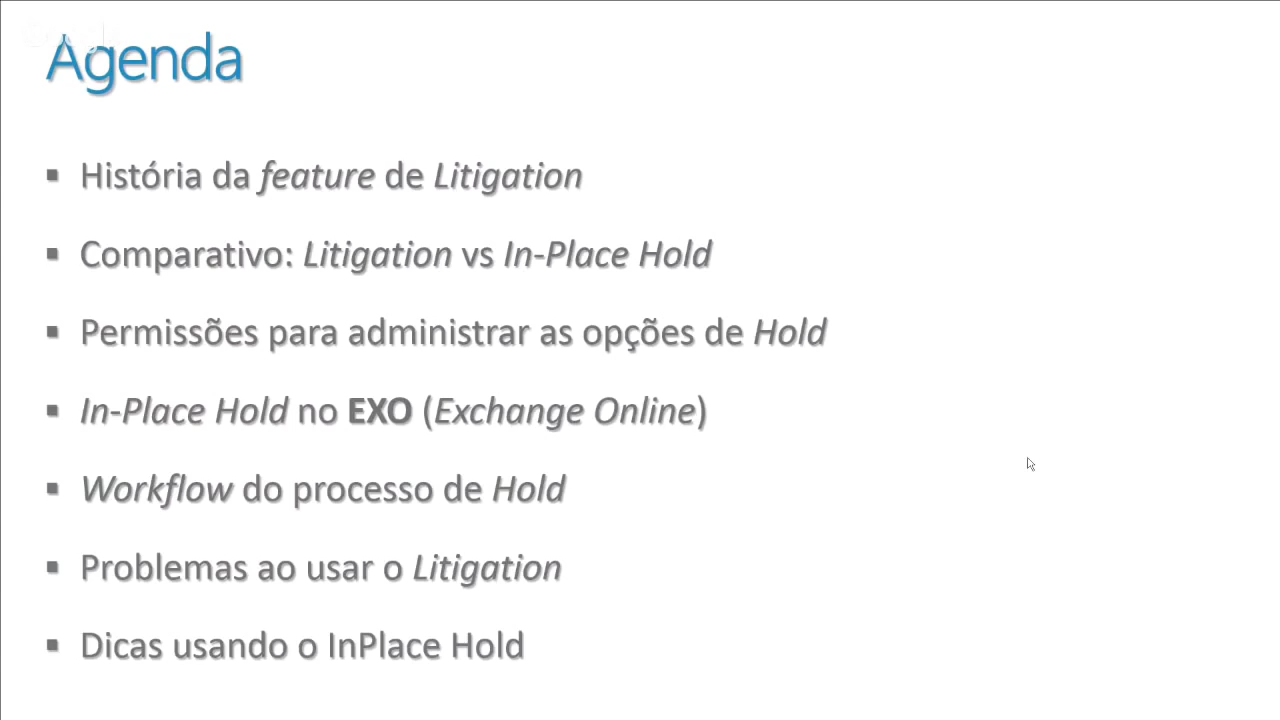 Agenda
História da feature de Litigation
Comparativo: Litigation vs In-Place Hold
Permissões para administrar as opções de Hold
In-Place Hold no EXO (Exchange Online)
Workflow do processo de Hold
Problemas ao usar o Litigation
Dicas usando o InPlace Hold